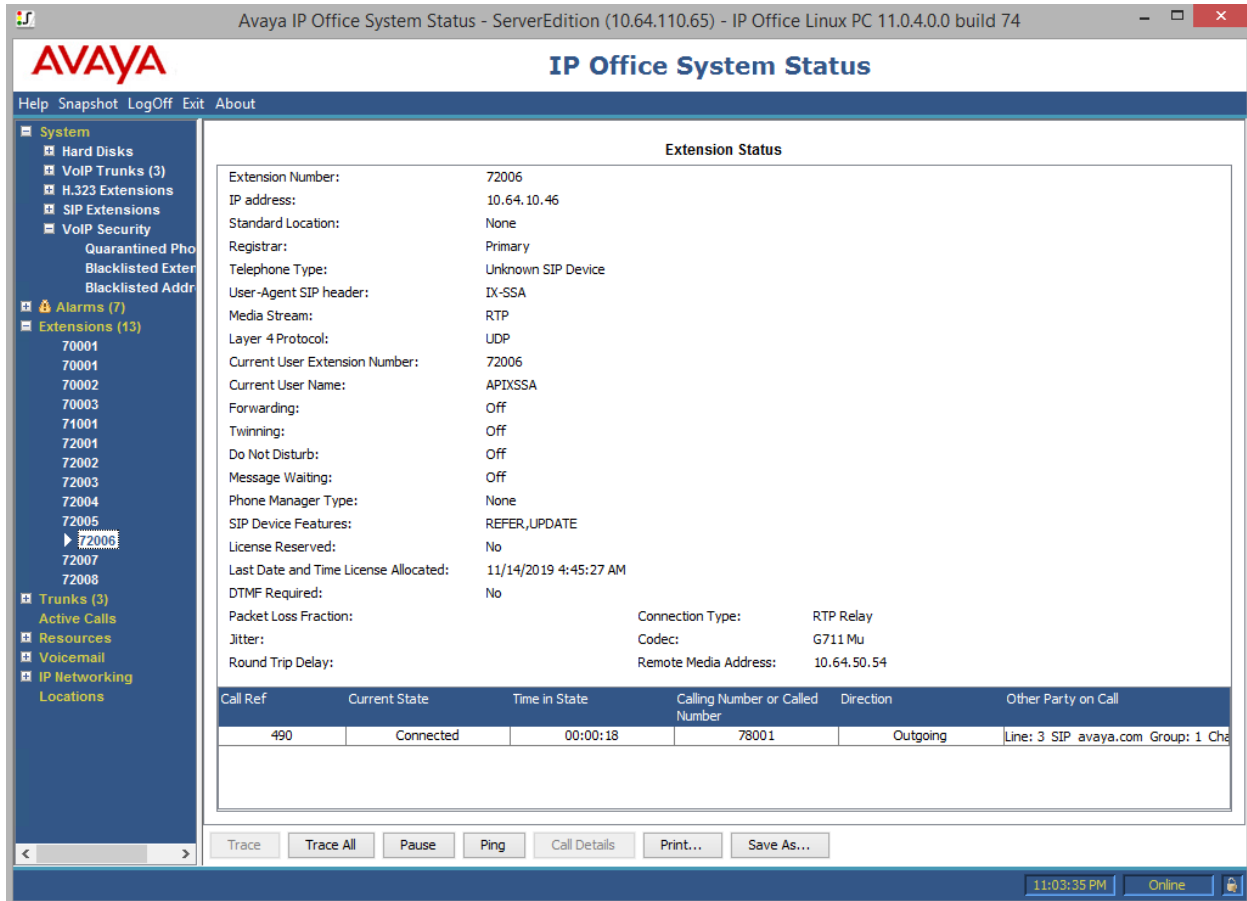 Avaya IP Office System Status - ServerEdition (10.64.110.65) - IP Office Linux PC 11.0.4.0.0 build 74
AVAYA
IP Office System Status
Help Snapshot LogOff Exit About
System
Hard Disks
VoIP Trunks (3)
H.323 Extensions
SIP Extensions
VoIP Security
Quarantined Pho
Blacklisted Exter
Blacklisted Addr
Alarms (7)
Extensions (13)
70001
70001
70002
70003
71001
72001
72002
72003
72004
72005
72006
72007
72008
Trunks (3)
Active Calls
Resources
Voicemail
IP Networking
Locations
Extension Status
Extension Number: 72006
IP address: 10.64.10.46
Standard Location: None
Registrar: Primary
Telephone Type: Unknown SIP Device
User-Agent SIP header: IX-SSA
Media Stream: RTP
Layer 4 Protocol: UDP
Current User Extension Number: 72006
Current User Name: APIXSSA
Forwarding: Off
Twinning: Off
Do Not Disturb: Off
Message Waiting: Off
Phone Manager Type: None
SIP Device Features: REFER,UPDATE
License Reserved: No
Last Date and Time License Allocated: 11/14/2019 4:45:27 AM
DTMF Required: No
Packet Loss Fraction: Connection Type: RTP Relay
Jitter: Codec: G711 Mu
Round Trip Delay: Remote Media Address: 10.64.50.54
Call Ref Current State Time in State Calling Number or Called Number Direction Other Party on Call
490 Connected 00:00:18 78001 Outgoing Line: 3 SIP avaya.com Group: 1 Cha
Trace Trace All Pause Ping Call Details Print... Save As...
11:03:35 PM Online